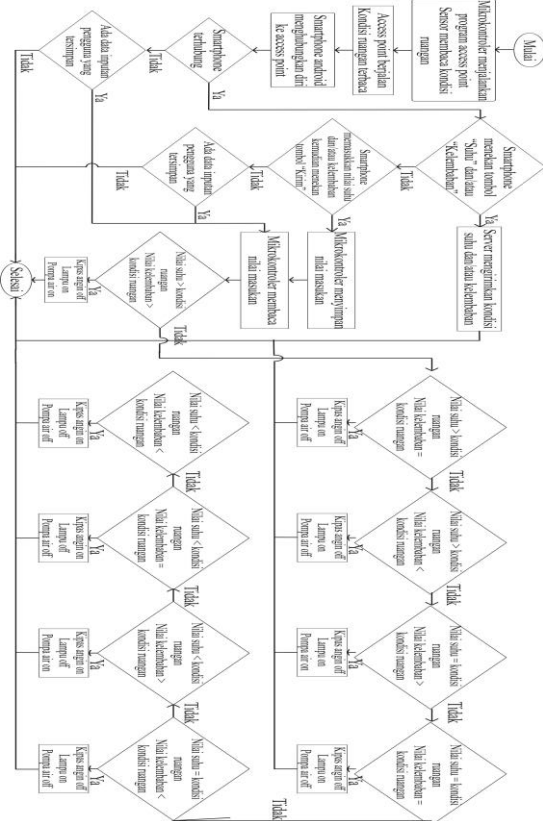 Mulai
Mikrokontroler menjalankan
program access point
Sensor membaca kondisi
ruangan
Access point berjalan
Kondisi ruangan terbaca
Smartphone android
menghubungkan diri
ke access point
Smartphone
terhubung
Ya
Tidak
Ada data inputan
pengguna yang
tersimpan
Ya
Tidak
Smartphone
menekan tombol
"Suhu" dan atau
"Kelembaban"
Ya
Tidak
Server mengirimkan kondisi
suhu dan atau kelembaban
Smartphone
memasukkan nilai suhu
dan/atau kelembaban
kemudian menekan
tombol "Kirim"
Ya
Tidak
Mikrokontroler menyimpan
nilai masukan
Ada data inputan
pengguna yang
tersimpan
Ya
Tidak
Mikrokontroler membaca
nilai masukan
Nilai suhu > kondisi
ruangan
Nilai kelembaban >
kondisi ruangan
Ya
Tidak
Kipas angin off
Lampu on
Pompa air on
Selesai
Nilai suhu > kondisi
ruangan
Nilai kelembaban =
kondisi ruangan
Ya
Tidak
Kipas angin off
Lampu on
Pompa air off
Nilai suhu > kondisi
ruangan
Nilai kelembaban <
kondisi ruangan
Ya
Tidak
Kipas angin off
Lampu on
Pompa air off
Nilai suhu = kondisi
ruangan
Nilai kelembaban >
kondisi ruangan
Ya
Tidak
Kipas angin off
Lampu on
Pompa air on
Nilai suhu = kondisi
ruangan
Nilai kelembaban =
kondisi ruangan
Ya
Tidak
Kipas angin off
Lampu on
Pompa air off
Nilai suhu = kondisi
ruangan
Nilai kelembaban <
kondisi ruangan
Ya
Tidak
Kipas angin off
Lampu on
Pompa air off
Nilai suhu < kondisi
ruangan
Nilai kelembaban >
kondisi ruangan
Ya
Tidak
Kipas angin on
Lampu off
Pompa air on
Nilai suhu < kondisi
ruangan
Nilai kelembaban =
kondisi ruangan
Ya
Tidak
Kipas angin on
Lampu off
Pompa air off
Nilai suhu < kondisi
ruangan
Nilai kelembaban <
kondisi ruangan
Ya
Kipas angin on
Lampu off
Pompa air off